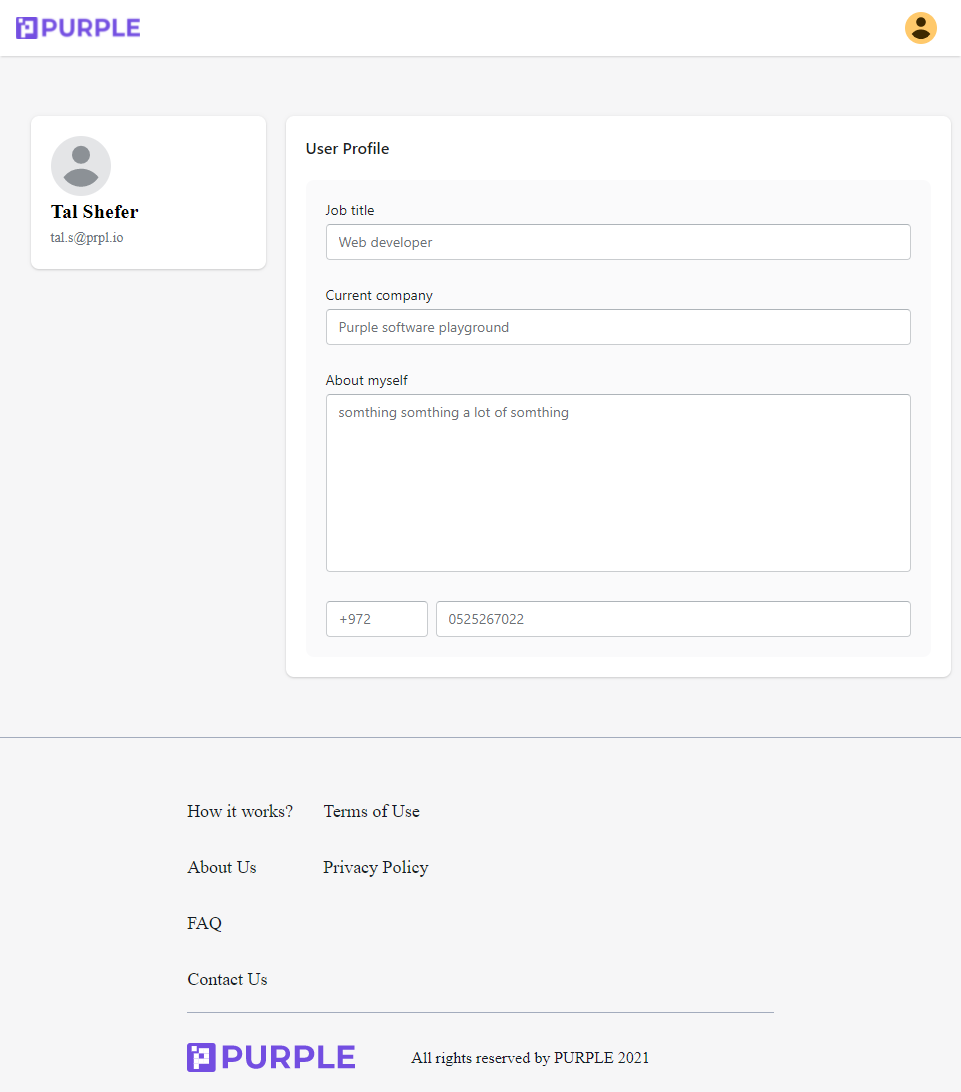 PURPLE
Tal Shefer
tal.s@prpl.io
User Profile
Job title
Web developer
Current company
Purple software playground
About myself
somthing somthing a lot of somthing
+972 0525267022
How it works? Terms of Use
About Us Privacy Policy
FAQ
Contact Us
PURPLE All rights reserved by PURPLE 2021